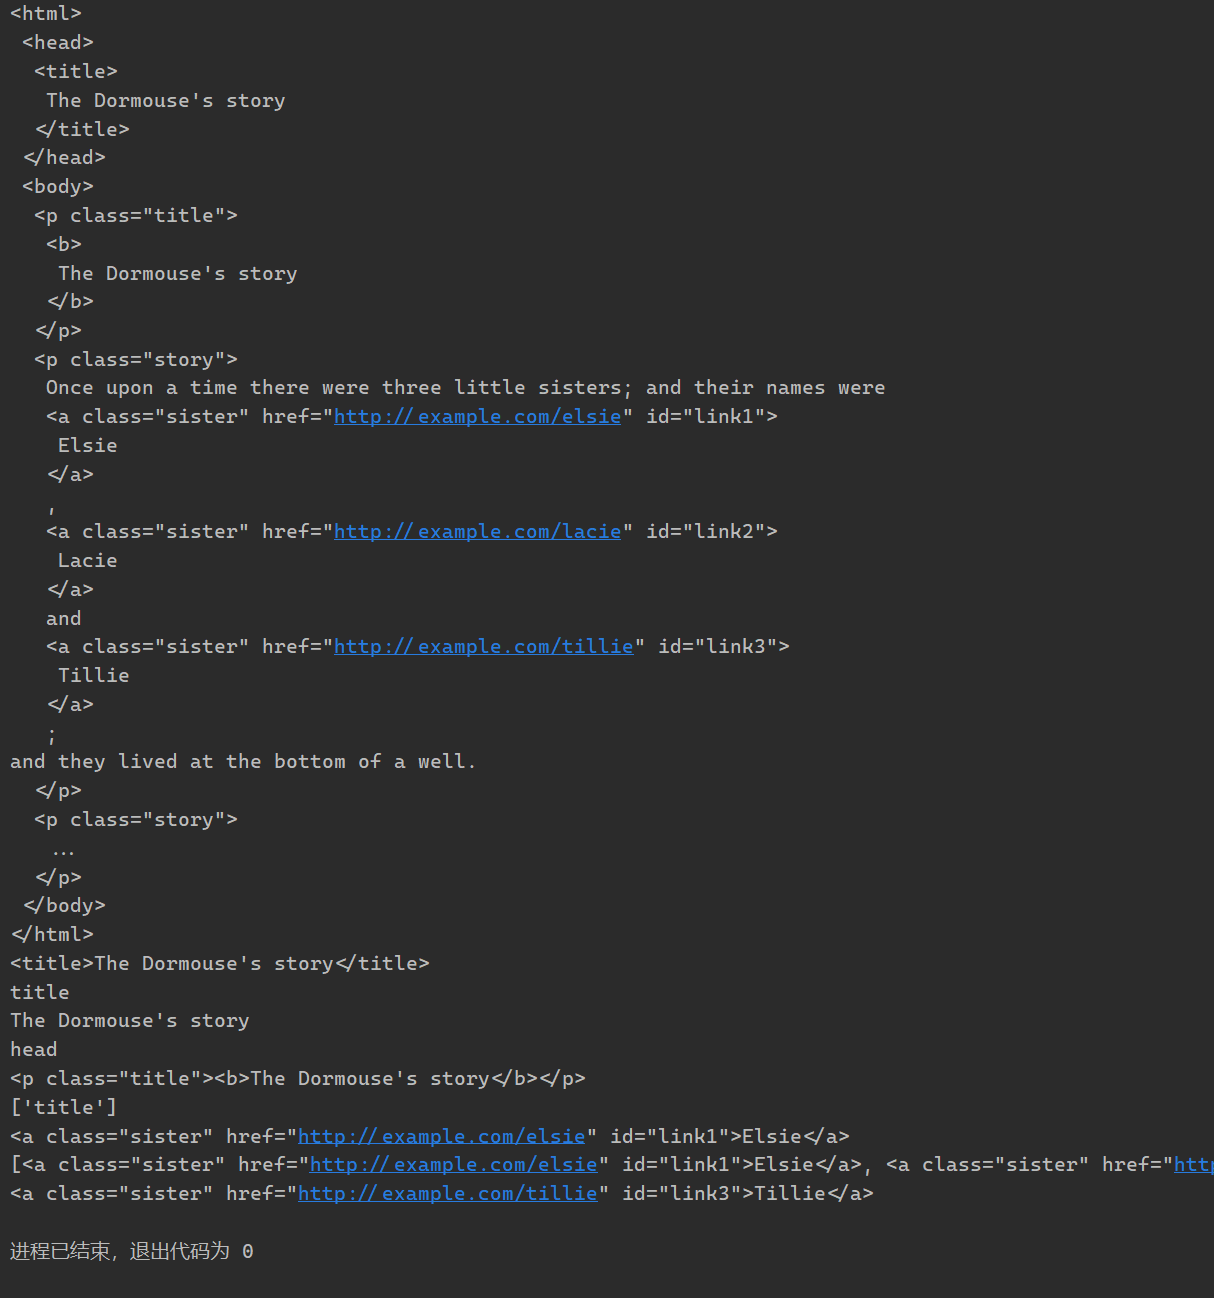 <html>
 <head>
  <title>
   The Dormouse's story
  </title>
 </head>
 <body>
  <p class="title">
   <b>
    The Dormouse's story
   </b>
  </p>
  <p class="story">
   Once upon a time there were three little sisters; and their names were
   <a class="sister" href="http://example.com/elsie" id="link1">
    Elsie
   </a>
   ,
   <a class="sister" href="http://example.com/lacie" id="link2">
    Lacie
   </a>
   and
   <a class="sister" href="http://example.com/tillie" id="link3">
    Tillie
   </a>
   ;
and they lived at the bottom of a well.
  </p>
  <p class="story">
   ...
  </p>
 </body>
</html>
<title>The Dormouse's story</title>
title
The Dormouse's story
head
<p class="title"><b>The Dormouse's story</b></p>
['title']
<a class="sister" href="http://example.com/elsie" id="link1">Elsie</a>
[<a class="sister" href="http://example.com/elsie" id="link1">Elsie</a>, <a class="sister" href="http
<a class="sister" href="http://example.com/tillie" id="link3">Tillie</a>
进程已结束，退出代码为 0